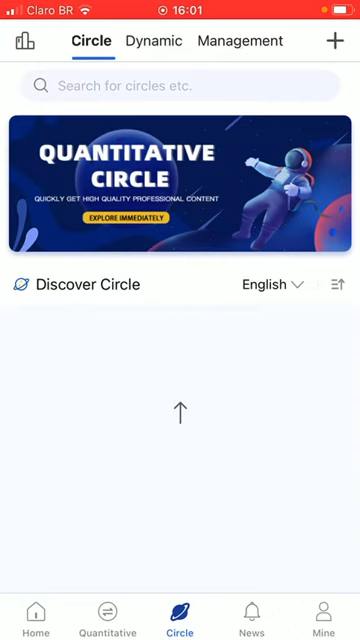 Claro BR 16:01
Circle Dynamic Management
Search for circles etc.
QUANTITATIVE
CIRCLE
QUICKLY GET HIGH QUALITY PROFESSIONAL CONTENT
EXPLORE IMMEDIATELY
Discover Circle English
Home Quantitative Circle News Mine